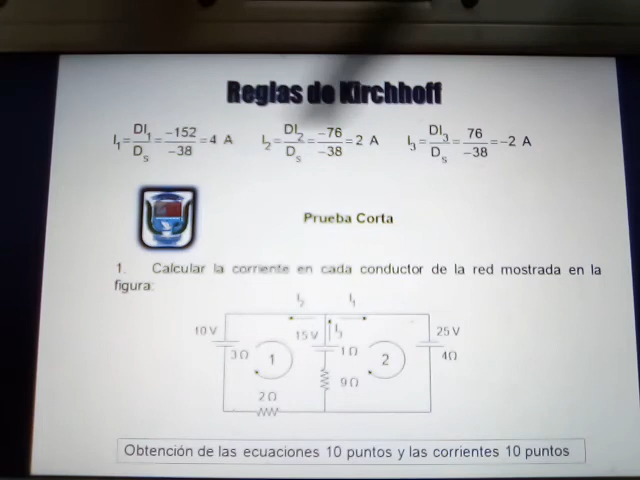 Reglas de Kirchhoff
I₁ = DI₁/Dₛ = −152/−38 = 4 A   I₂ = DI₂/Dₛ = −76/−38 = 2 A   I₃ = DI₃/Dₛ = 76/−38 = −2 A
Prueba Corta
1. Calcular la corriente en cada conductor de la red mostrada en la
figura:
I₂ I₁
10 V 15 V I₃ 25 V
3 Ω 1 1 Ω 2 4 Ω
9 Ω
2 Ω
Obtención de las ecuaciones 10 puntos y las corrientes 10 puntos